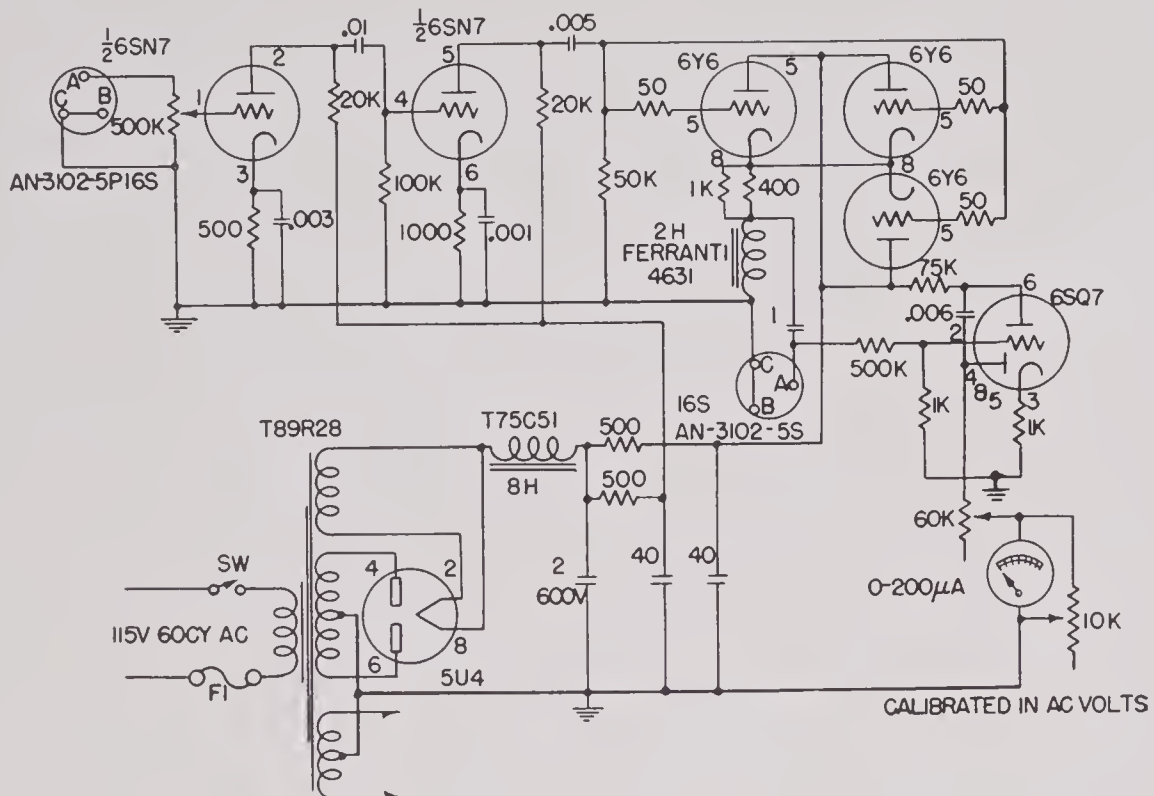 ½6SN7
A
C
B
500K
AN-3102-5P16S
1
2
3
500
.003
.01
20K
½6SN7
5
4
6
100K
1000
.001
.005
20K
50K
50
6Y6
5
5
8
1K
400
2H
FERRANTI
4631
6Y6
50
5
8
6Y6
50
5
75K
.006
6
6SQ7
2
4
8
5
3
500K
1K
1K
1
C
A
B
16S
AN-3102-5S
T89R28
T75C51
8H
500
500
2
600V
40
40
60K
0-200µA
10K
SW
115V 60CY AC
F1
4
2
6
8
5U4
CALIBRATED IN AC VOLTS